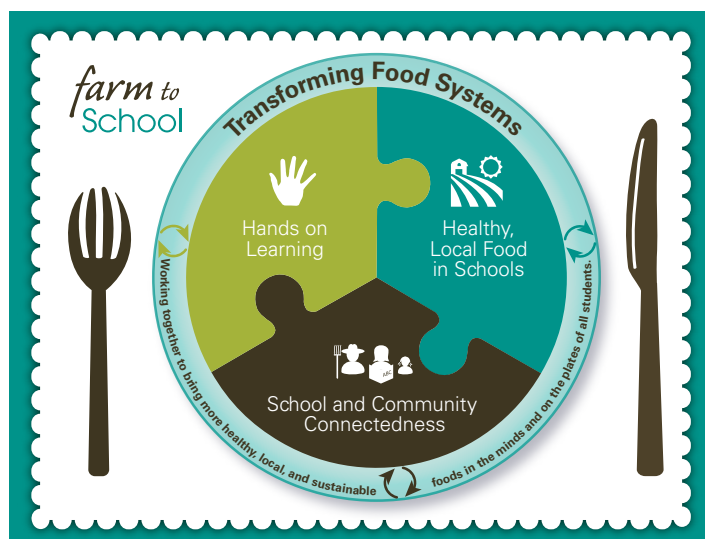 farm to
School
Transforming Food Systems
Hands on
Learning
Healthy,
Local Food
in Schools
ABC
School and Community
Connectedness
Working together to bring more healthy, local, and sustainable
foods in the minds and on the plates of all students.